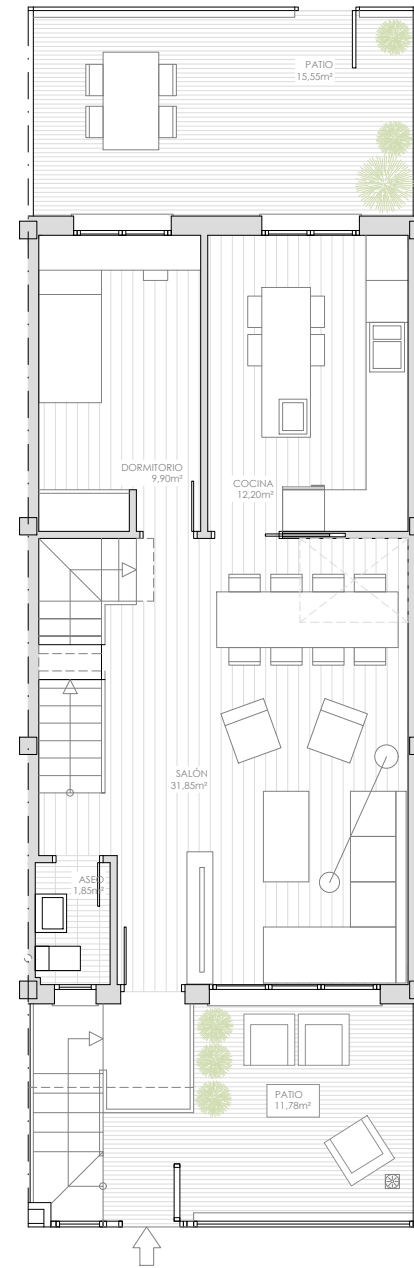 PATIO
15,55m²
DORMITORIO
9,90m²
COCINA
12,20m²
SALÓN
31,85m²
ASEO
1,85m²
PATIO
11,78m²